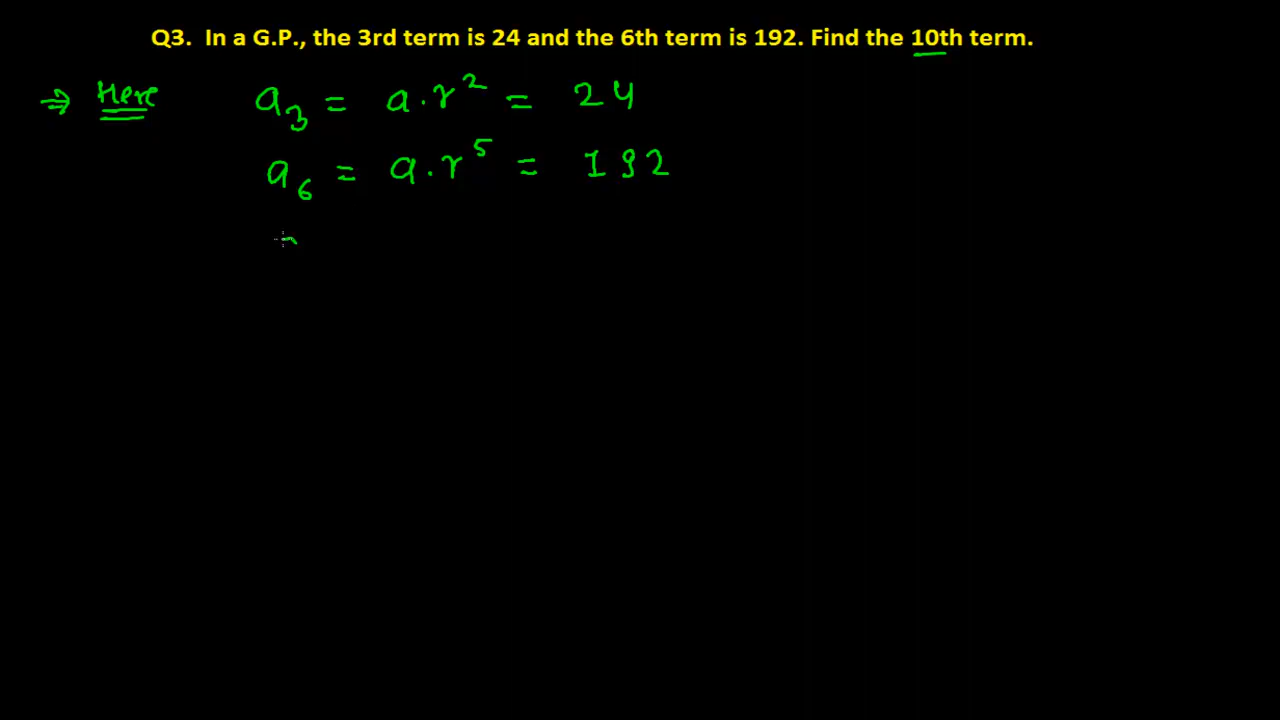 Q3. In a G.P., the 3rd term is 24 and the 6th term is 192. Find the 10th term.
⇒ Here a₃ = a·r² = 24
a₆ = a·r⁵ = 192